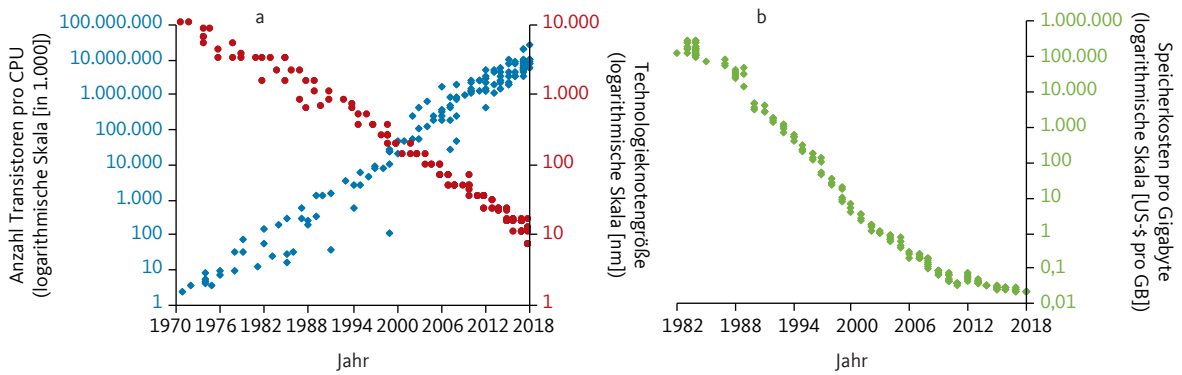 a
Anzahl Transistoren pro CPU
(logarithmische Skala [in 1.000])
100.000.000
10.000.000
1.000.000
100.000
10.000
1.000
100
10
1
10.000
1.000
100
10
1
Technologieknotengröße
(logarithmische Skala [nm])
1970 1976 1982 1988 1994 2000 2006 2012 2018
Jahr
b
1.000.000
100.000
10.000
1.000
100
10
1
0,1
0,01
Speicherkosten pro Gigabyte
(logarithmische Skala [US-$ pro GB])
1982 1988 1994 2000 2006 2012 2018
Jahr